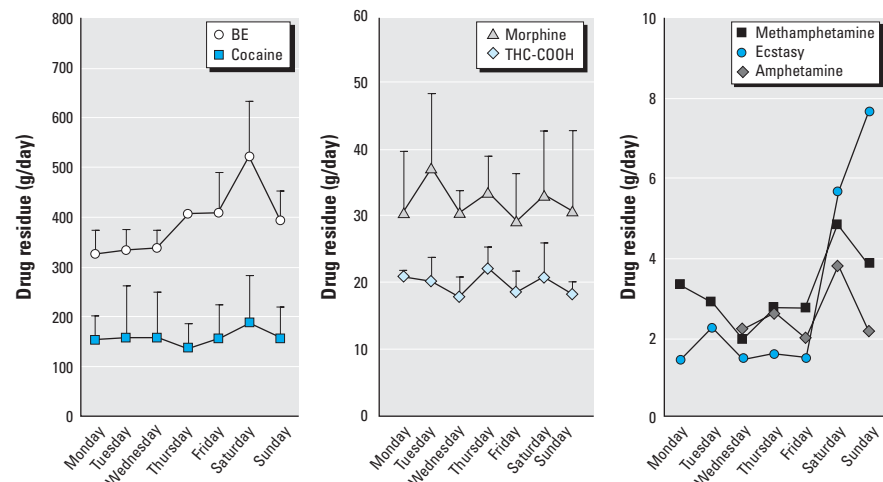 800
700
600
500
400
300
200
100
0
Drug residue (g/day)
BE
Cocaine
Monday
Tuesday
Wednesday
Thursday
Friday
Saturday
Sunday
60
50
40
30
20
10
0
Drug residue (g/day)
Morphine
THC-COOH
Monday
Tuesday
Wednesday
Thursday
Friday
Saturday
Sunday
10
8
6
4
2
0
Drug residue (g/day)
Methamphetamine
Ecstasy
Amphetamine
Monday
Tuesday
Wednesday
Thursday
Friday
Saturday
Sunday